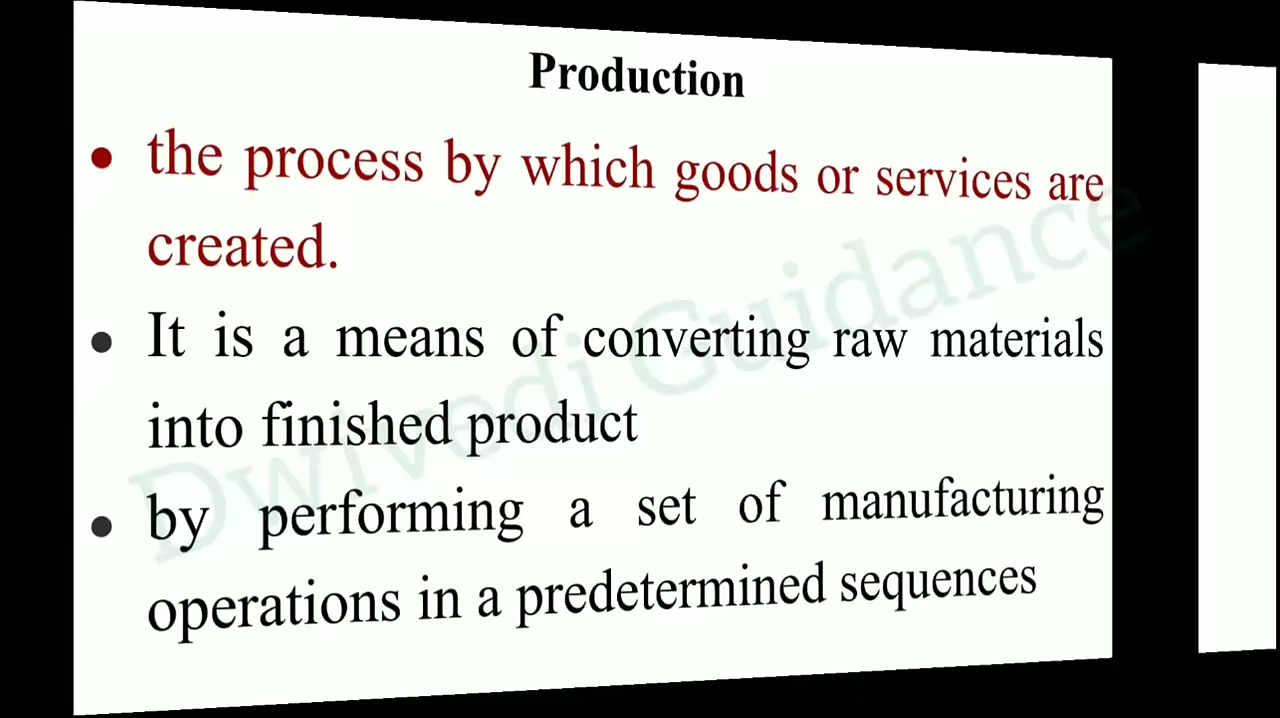 Production
• the process by which goods or services are
created.
• It is a means of converting raw materials
into finished product
• by performing a set of manufacturing
operations in a predetermined sequences
Dwivedi Guidance